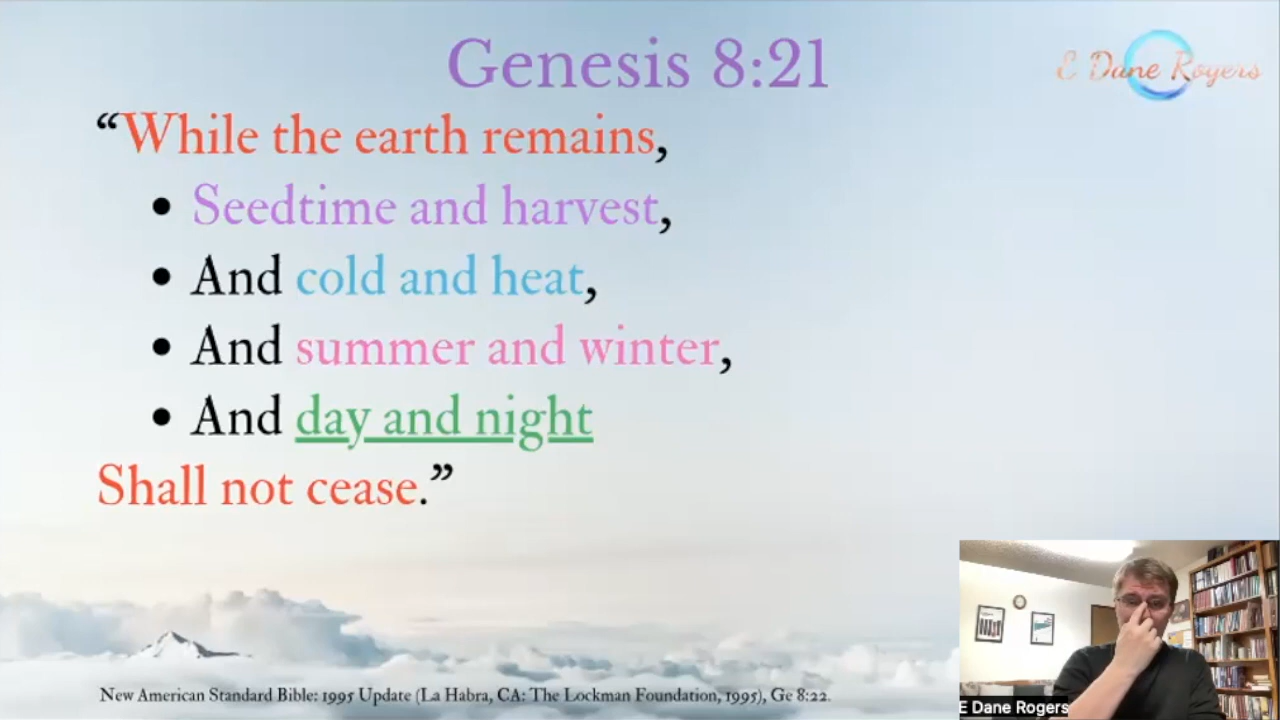 Genesis 8:21
E Dane Rogers
“While the earth remains,
• Seedtime and harvest,
• And cold and heat,
• And summer and winter,
• And day and night
Shall not cease.”
New American Standard Bible: 1995 Update (La Habra, CA: The Lockman Foundation, 1995), Ge 8:22.
E Dane Rogers